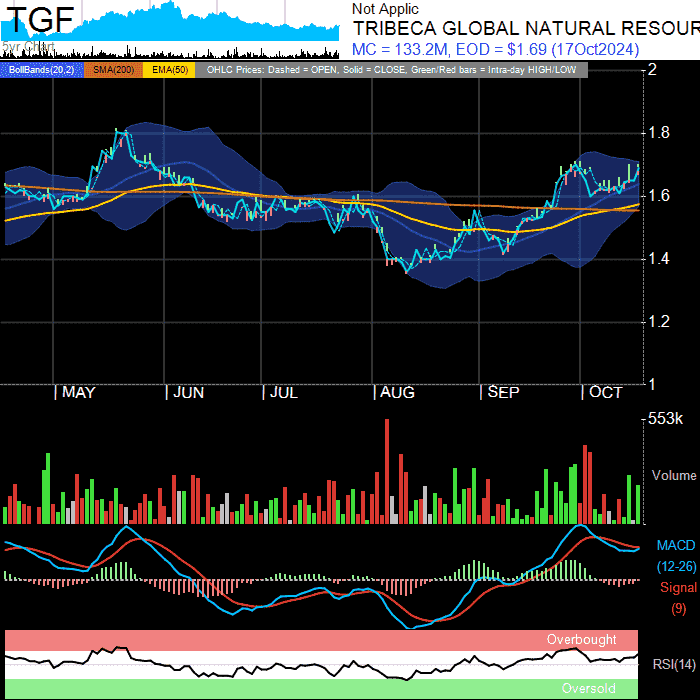 TGF
5yr Chart
Not Applic
TRIBECA GLOBAL NATURAL RESOUR
MC = 133.2M, EOD = $1.69 (17Oct2024)
BollBands(20,2) SMA(200) EMA(50) OHLC Prices: Dashed = OPEN, Solid = CLOSE, Green/Red bars = Intra-day HIGH/LOW
2
1.8
1.6
1.4
1.2
1
MAY JUN JUL AUG SEP OCT
553k
Volume
MACD
(12-26)
Signal
(9)
Overbought
RSI(14)
Oversold